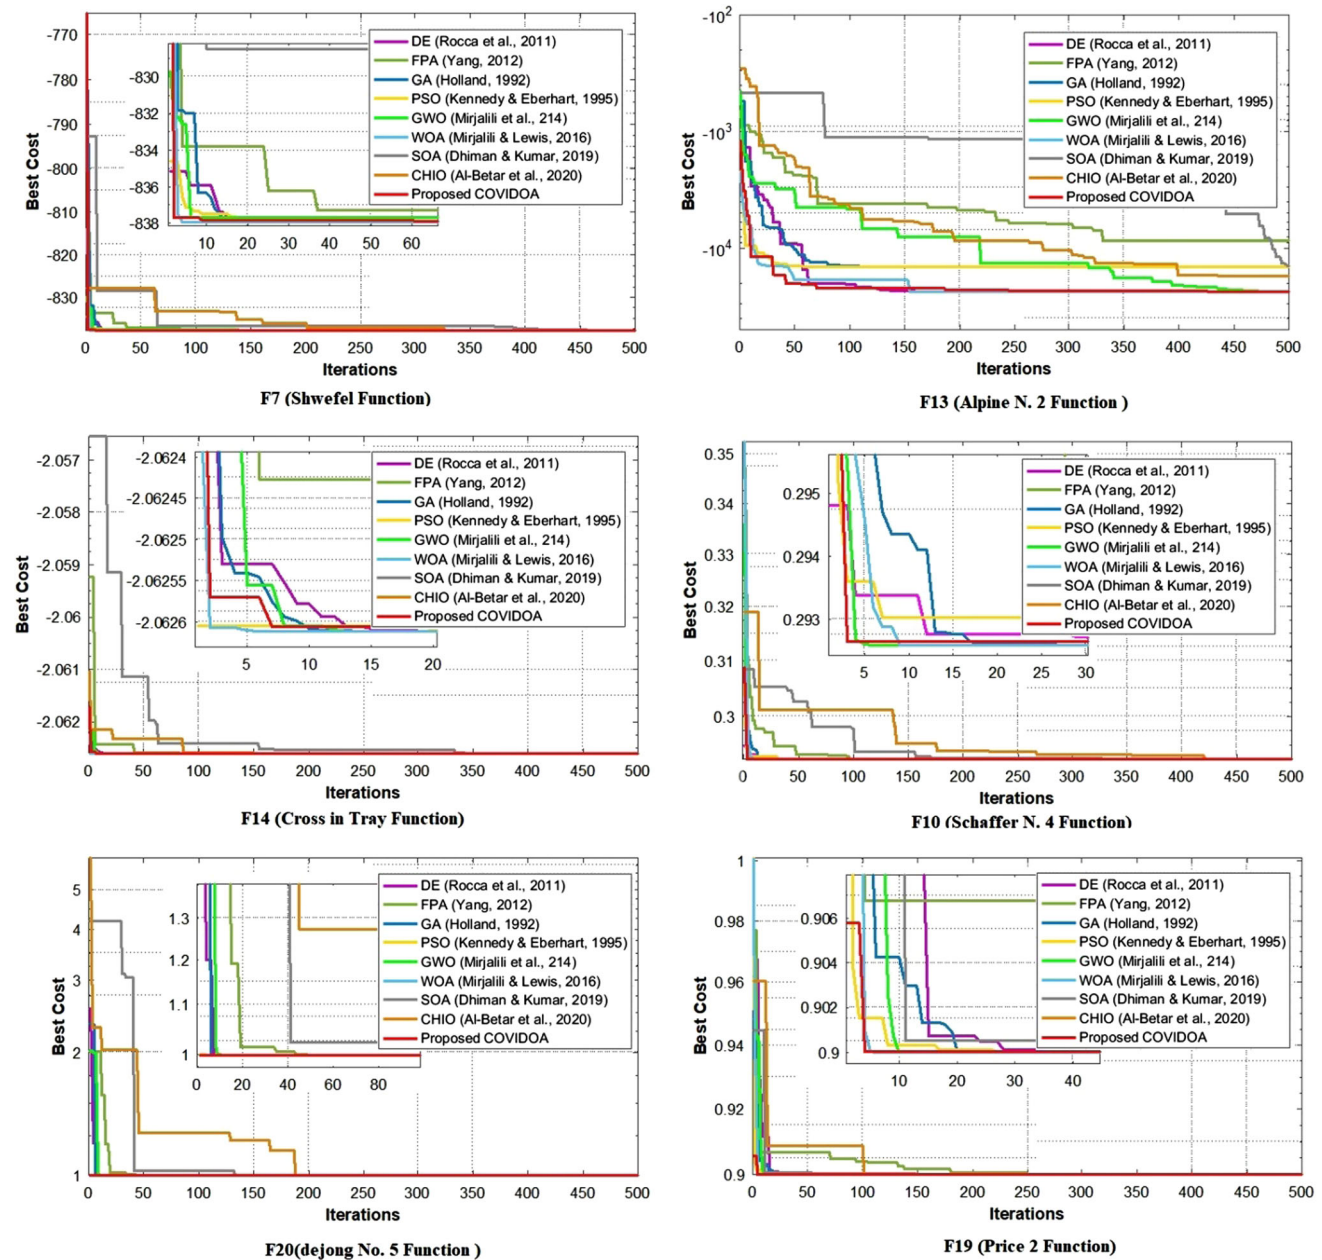 -770
-780
-790
-800
-810
-820
-830
Best Cost
-830
-832
-834
-836
-838
10 20 30 40 50 60
DE (Rocca et al., 2011)
FPA (Yang, 2012)
GA (Holland, 1992)
PSO (Kennedy & Eberhart, 1995)
GWO (Mirjalili et al., 214)
WOA (Mirjalili & Lewis, 2016)
SOA (Dhiman & Kumar, 2019)
CHIO (Al-Betar et al., 2020)
Proposed COVIDOA
0 50 100 150 200 250 300 350 400 450 500
Iterations
F7 (Shwefel Function)
-10²
-10³
-10⁴
Best Cost
DE (Rocca et al., 2011)
FPA (Yang, 2012)
GA (Holland, 1992)
PSO (Kennedy & Eberhart, 1995)
GWO (Mirjalili et al., 214)
WOA (Mirjalili & Lewis, 2016)
SOA (Dhiman & Kumar, 2019)
CHIO (Al-Betar et al., 2020)
Proposed COVIDOA
0 50 100 150 200 250 300 350 400 450 500
Iterations
F13 (Alpine N. 2 Function )
-2.057
-2.058
-2.059
-2.06
-2.061
-2.062
Best Cost
-2.0624
-2.06245
-2.0625
-2.06255
-2.0626
5 10 15 20
DE (Rocca et al., 2011)
FPA (Yang, 2012)
GA (Holland, 1992)
PSO (Kennedy & Eberhart, 1995)
GWO (Mirjalili et al., 214)
WOA (Mirjalili & Lewis, 2016)
SOA (Dhiman & Kumar, 2019)
CHIO (Al-Betar et al., 2020)
Proposed COVIDOA
0 50 100 150 200 250 300 350 400 450 500
Iterations
F14 (Cross in Tray Function)
0.35
0.34
0.33
0.32
0.31
0.3
Best Cost
0.295
0.294
0.293
5 10 15 20 25 30
DE (Rocca et al., 2011)
FPA (Yang, 2012)
GA (Holland, 1992)
PSO (Kennedy & Eberhart, 1995)
GWO (Mirjalili et al., 214)
WOA (Mirjalili & Lewis, 2016)
SOA (Dhiman & Kumar, 2019)
CHIO (Al-Betar et al., 2020)
Proposed COVIDOA
0 50 100 150 200 250 300 350 400 450 500
Iterations
F10 (Schaffer N. 4 Function)
5
4
3
2
1
Best Cost
1.3
1.2
1.1
1
0 20 40 60 80
DE (Rocca et al., 2011)
FPA (Yang, 2012)
GA (Holland, 1992)
PSO (Kennedy & Eberhart, 1995)
GWO (Mirjalili et al., 214)
WOA (Mirjalili & Lewis, 2016)
SOA (Dhiman & Kumar, 2019)
CHIO (Al-Betar et al., 2020)
Proposed COVIDOA
0 50 100 150 200 250 300 350 400 450 500
Iterations
F20(dejong No. 5 Function )
1
0.98
0.96
0.94
0.92
0.9
Best Cost
0.906
0.904
0.902
0.9
10 20 30 40
DE (Rocca et al., 2011)
FPA (Yang, 2012)
GA (Holland, 1992)
PSO (Kennedy & Eberhart, 1995)
GWO (Mirjalili et al., 214)
WOA (Mirjalili & Lewis, 2016)
SOA (Dhiman & Kumar, 2019)
CHIO (Al-Betar et al., 2020)
Proposed COVIDOA
0 50 100 150 200 250 300 350 400 450 500
Iterations
F19 (Price 2 Function)